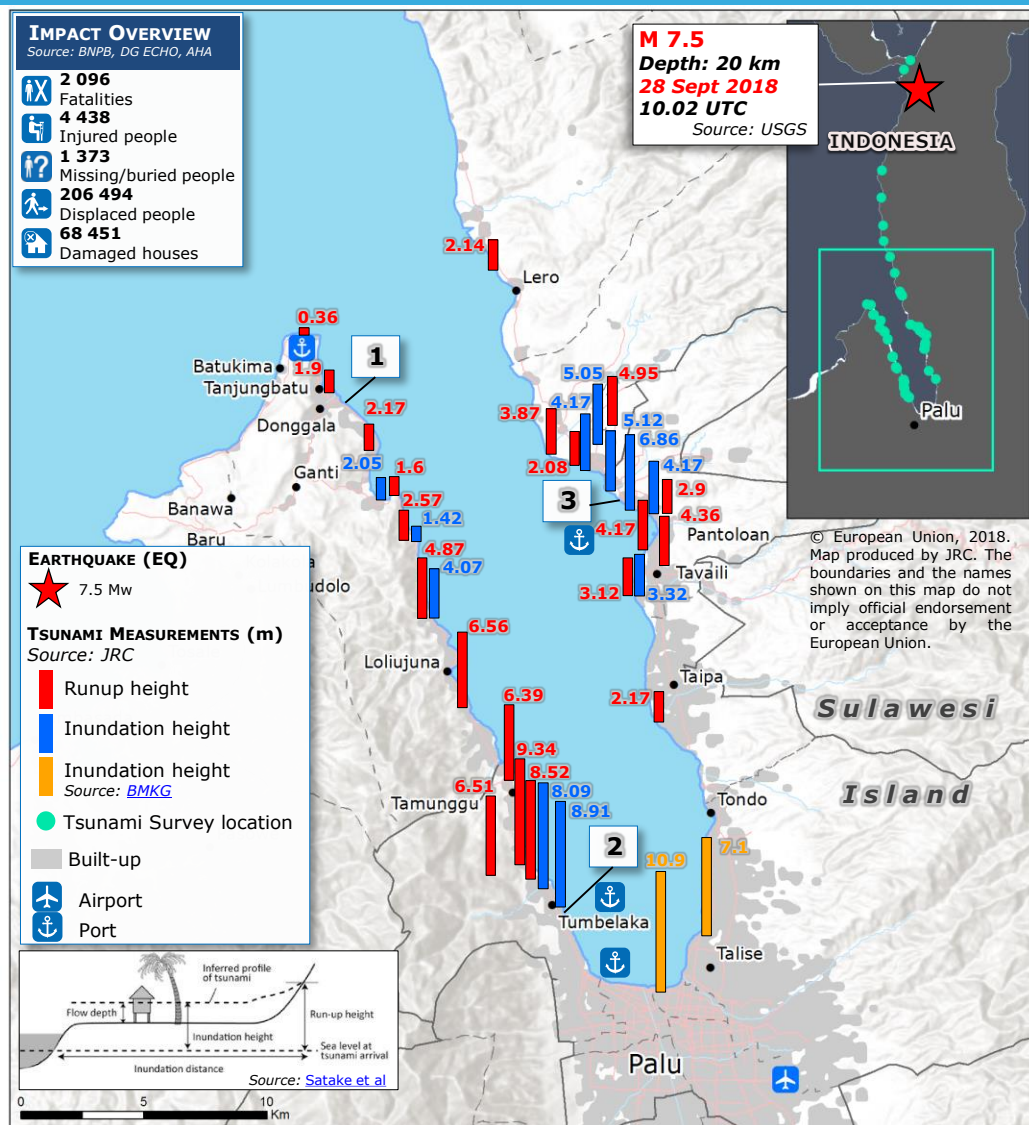 IMPACT OVERVIEW
Source: BNPB, DG ECHO, AHA
2 096
Fatalities
4 438
Injured people
1 373
Missing/buried people
206 494
Displaced people
68 451
Damaged houses
M 7.5
Depth: 20 km
28 Sept 2018
10.02 UTC
Source: USGS
INDONESIA
Palu
© European Union, 2018.
Map produced by JRC. The
boundaries and the names
shown on this map do not
imply official endorsement
or acceptance by the
European Union.
2.14
Lero
0.36
Batukima
1.9
Tanjungbatu
1
Donggala
2.17
2.05
1.6
Ganti
Banawa
2.57
1.42
Baru
4.87
4.07
udolo
6.56
Loliujuna
6.39
9.34
8.52
6.51
8.09
8.91
Tamunggu
2
Tumbelaka
3.87
4.17
5.05
4.95
5.12
6.86
2.08
4.17
3
2.9
4.17
4.36
Pantoloan
Tavaili
3.12
3.32
Taipa
2.17
Sulawesi
Island
Tondo
7.1
10.9
Talise
Palu
EARTHQUAKE (EQ)
7.5 Mw
TSUNAMI MEASUREMENTS (m)
Source: JRC
Runup height
Inundation height
Inundation height
Source: BMKG
Tsunami Survey location
Built-up
Airport
Port
Inferred profile
of tsunami
Flow depth
Run-up height
Inundation height
Sea level at
tsunami arrival
Inundation distance
Source: Satake et al
0 5 10
Km